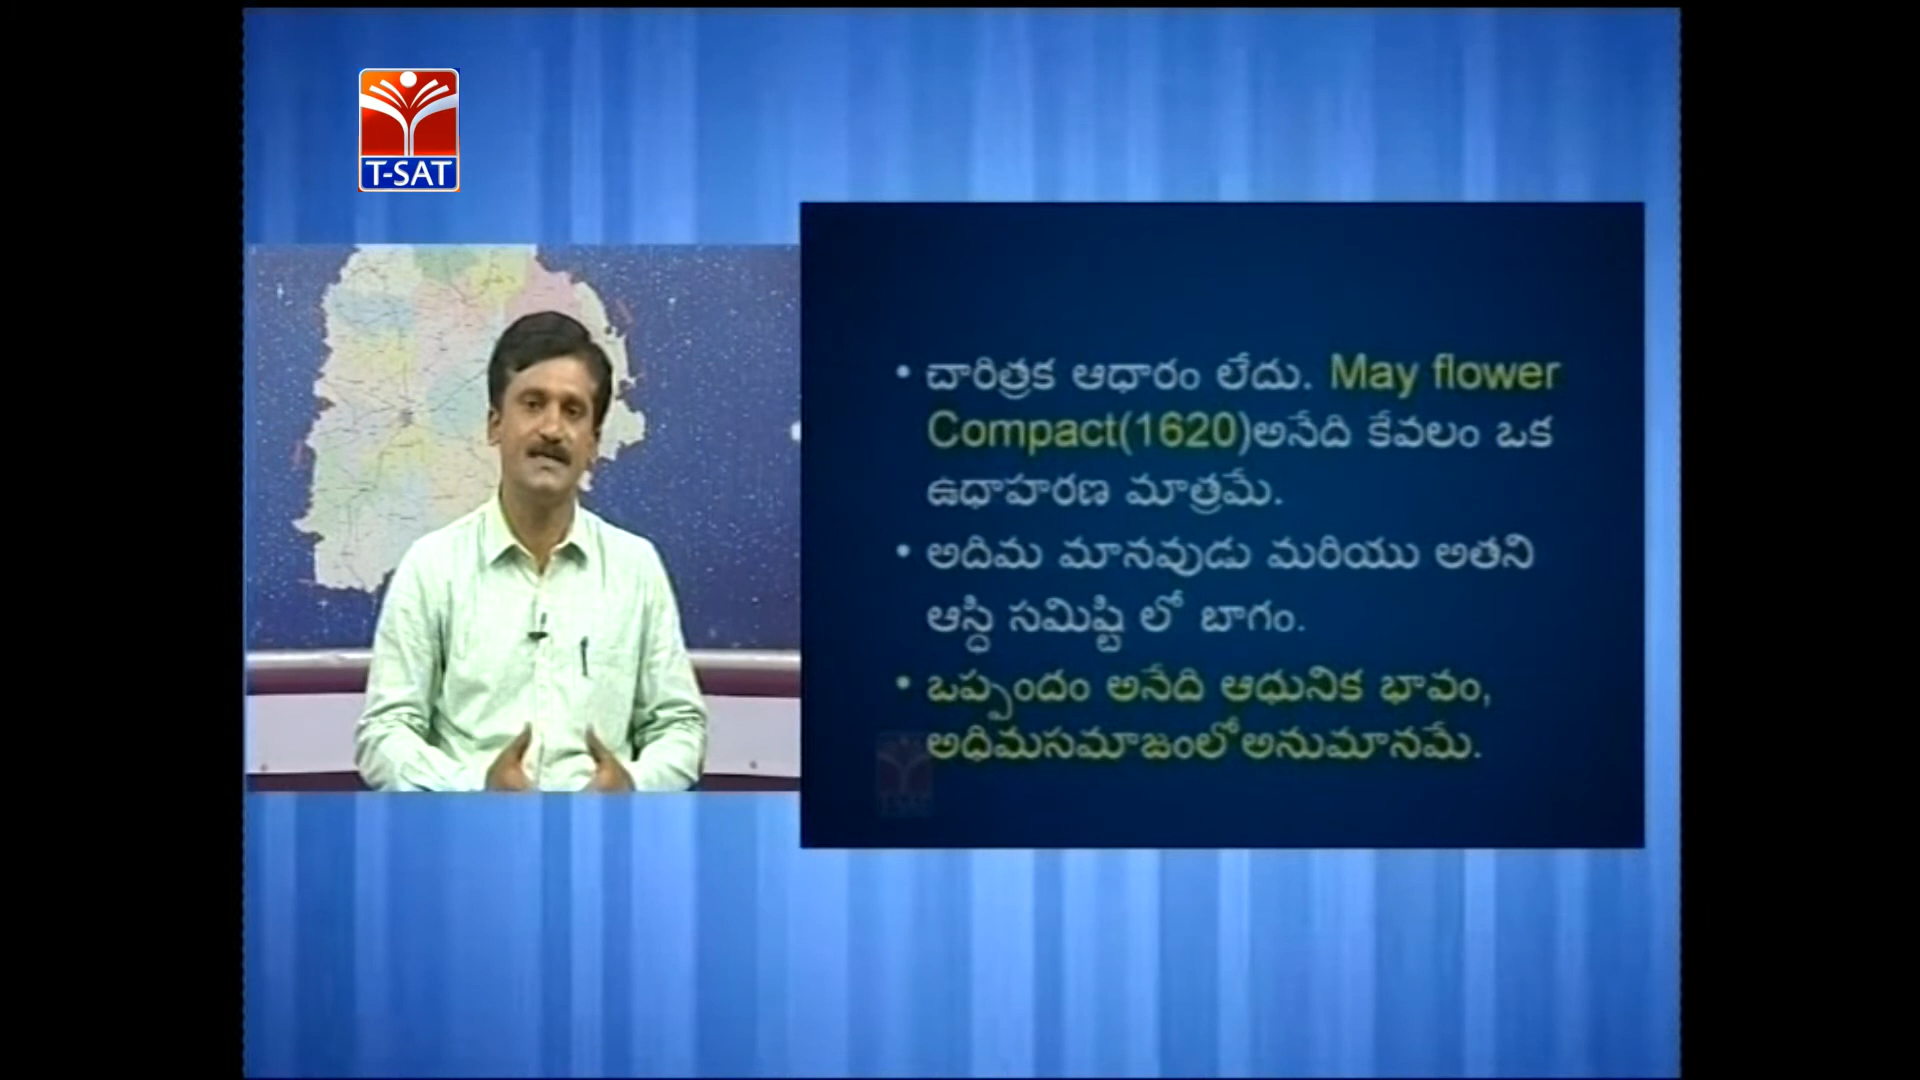 T-SAT
• చారిత్రక ఆధారం లేదు. May flower
Compact(1620)అనేది కేవలం ఒక
ఉదాహరణ మాత్రమే.
• అదిమ మానవుడు మరియు అతని
ఆస్ధి సమిష్టి లో బాగం.
• ఒప్పందం అనేది ఆధునిక భావం,
అధిమసమాజంలో అనుమానమే.